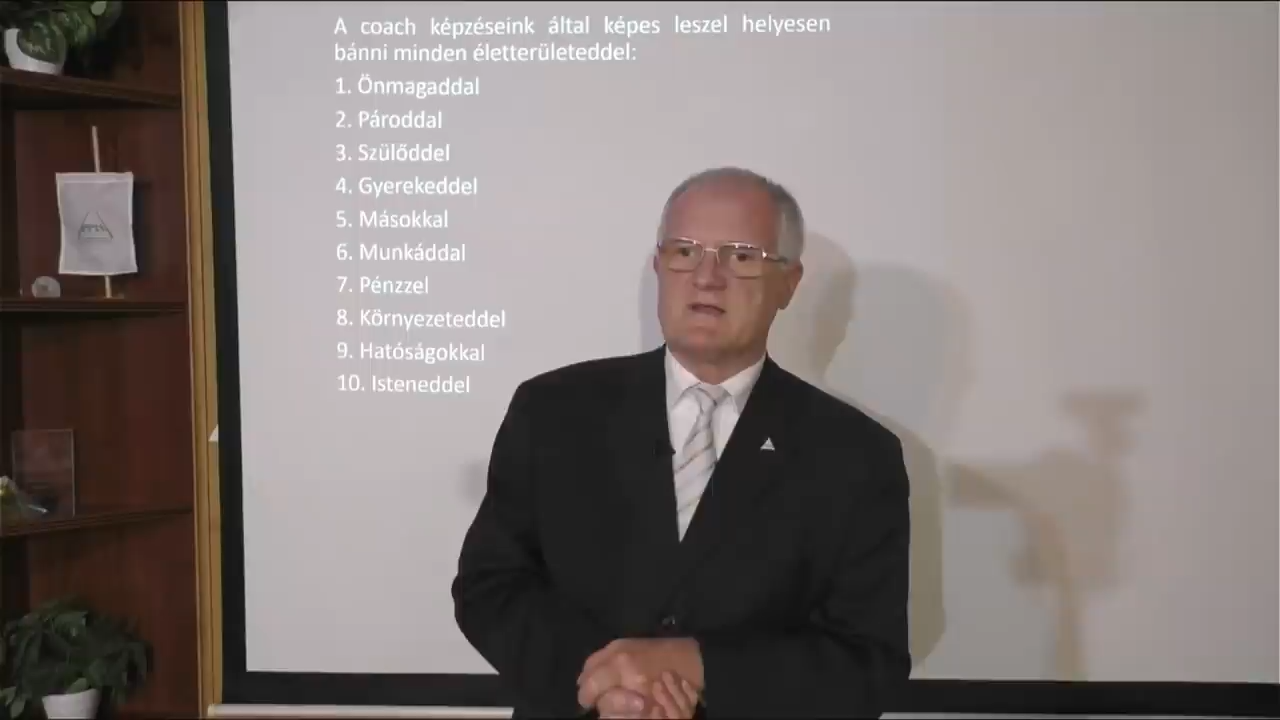 A coach képzéseink által képes leszel helyesen
bánni minden életterületeddel:
1. Önmagaddal
2. Pároddal
3. Szülőddel
4. Gyerekeddel
5. Másokkal
6. Munkáddal
7. Pénzzel
8. Környezeteddel
9. Hatóságokkal
10. Isteneddel